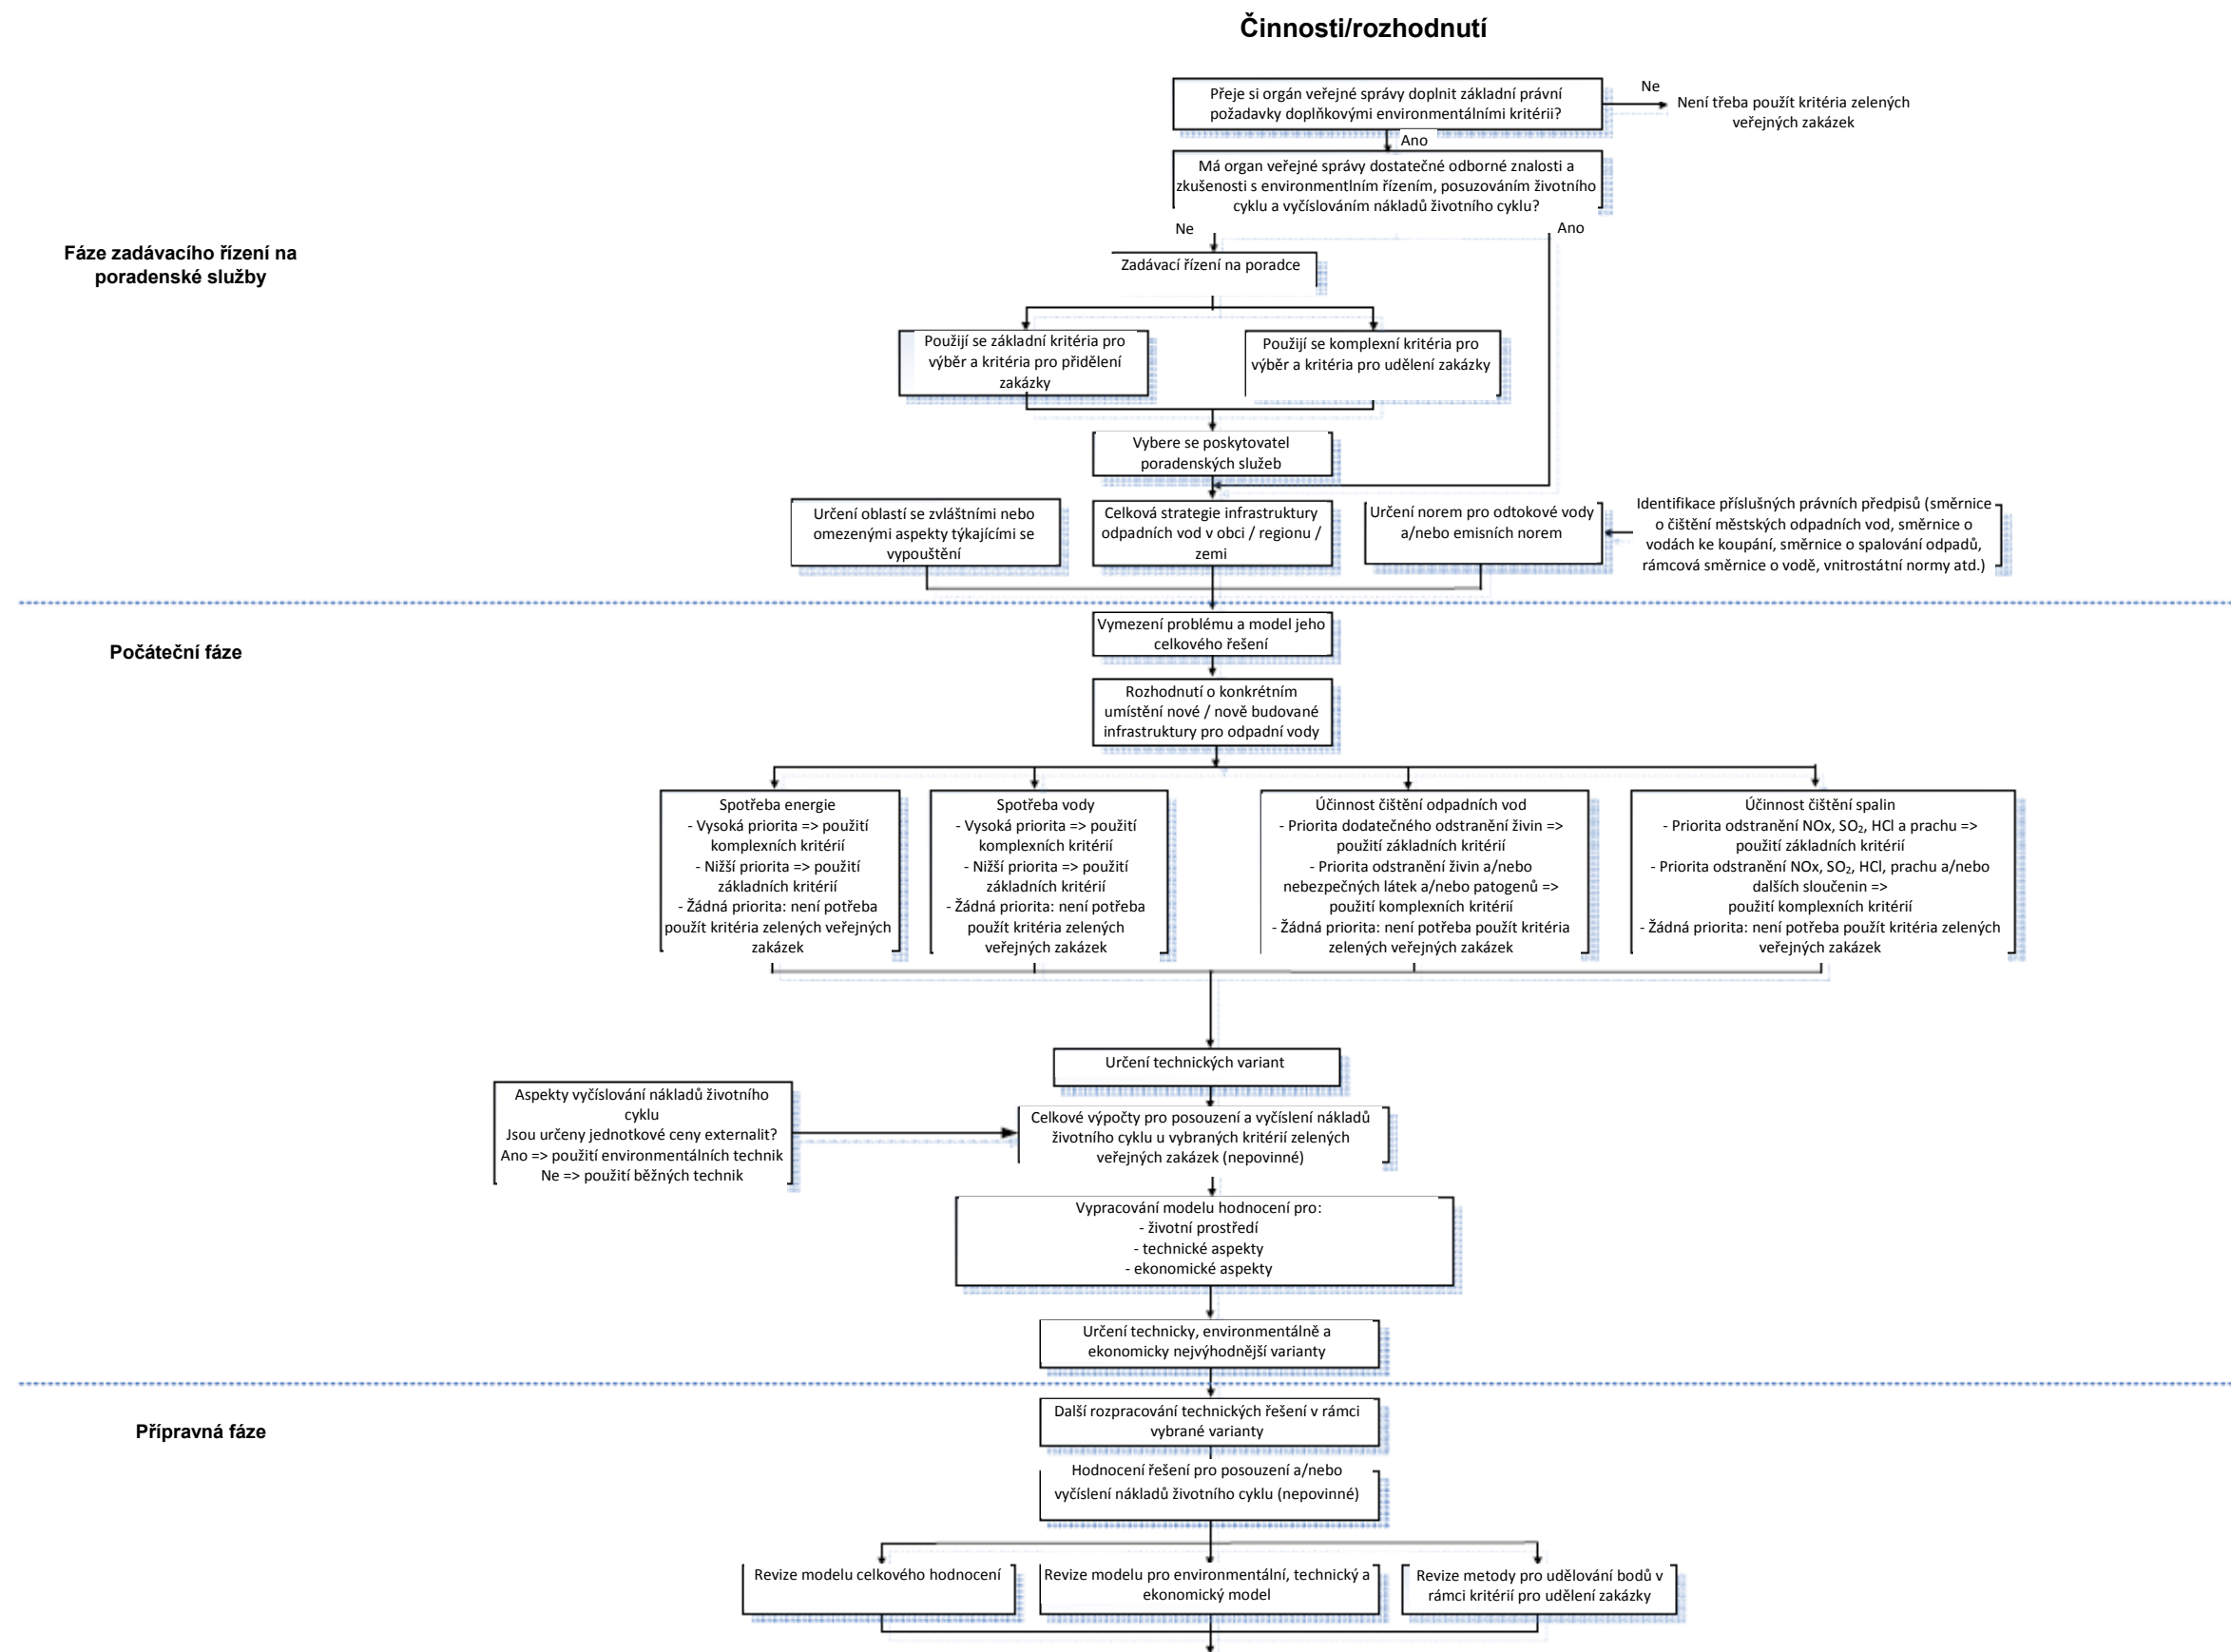 Činnosti/rozhodnutí
Přeje si orgán veřejné správy doplnit základní právní
požadavky doplňkovými environmentálními kritérii?
Ne
Není třeba použít kritéria zelených
veřejných zakázek
Ano
Má organ veřejné správy dostatečné odborné znalosti a
zkušenosti s environmentlním řízením, posuzováním životního
cyklu a vyčíslováním nákladů životního cyklu?
Ne
Ano
Fáze zadávacího řízení na
poradenské služby
Zadávací řízení na poradce
Použijí se základní kritéria pro
výběr a kritéria pro přidělení
zakázky
Použijí se komplexní kritéria pro
výběr a kritéria pro udělení zakázky
Vybere se poskytovatel
poradenských služeb
Určení oblastí se zvláštními nebo
omezenými aspekty týkajícími se
vypouštění
Celková strategie infrastruktury
odpadních vod v obci / regionu /
zemi
Určení norem pro odtokové vody
a/nebo emisních norem
Identifikace příslušných právních předpisů (směrnice
o čištění městských odpadních vod, směrnice o
vodách ke koupání, směrnice o spalování odpadů,
rámcová směrnice o vodě, vnitrostátní normy atd.)
Počáteční fáze
Vymezení problému a model jeho
celkového řešení
Rozhodnutí o konkrétním
umístění nové / nově budované
infrastruktury pro odpadní vody
Spotřeba energie
- Vysoká priorita => použití
komplexních kritérií
- Nižší priorita => použití
základních kritérií
- Žádná priorita: není potřeba
použít kritéria zelených veřejných
zakázek
Spotřeba vody
- Vysoká priorita => použití
komplexních kritérií
- Nižší priorita => použití
základních kritérií
- Žádná priorita: není potřeba
použít kritéria zelených
veřejných zakázek
Účinnost čištění odpadních vod
- Priorita dodatečného odstranění živin =>
použití základních kritérií
- Priorita odstranění živin a/nebo
nebezpečných látek a/nebo patogenů =>
použití komplexních kritérií
- Žádná priorita: není potřeba použít kritéria
zelených veřejných zakázek
Účinnost čištění spalin
- Priorita odstranění NOx, SO₂, HCl a prachu =>
použití základních kritérií
- Priorita odstranění NOx, SO₂, HCl, prachu a/nebo
dalších sloučenin =>
použití komplexních kritérií
- Žádná priorita: není potřeba použít kritéria zelených
veřejných zakázek
Určení technických variant
Aspekty vyčíslování nákladů životního
cyklu
Jsou určeny jednotkové ceny externalit?
Ano => použití environmentálních technik
Ne => použití běžných technik
Celkové výpočty pro posouzení a vyčíslení nákladů
životního cyklu u vybraných kritérií zelených
veřejných zakázek (nepovinné)
Vypracování modelu hodnocení pro:
- životní prostředí
- technické aspekty
- ekonomické aspekty
Určení technicky, environmentálně a
ekonomicky nejvýhodnější varianty
Přípravná fáze
Další rozpracování technických řešení v rámci
vybrané varianty
Hodnocení řešení pro posouzení a/nebo
vyčíslení nákladů životního cyklu (nepovinné)
Revize modelu celkového hodnocení
Revize modelu pro environmentální, technický a
ekonomický model
Revize metody pro udělování bodů v
rámci kritérií pro udělení zakázky